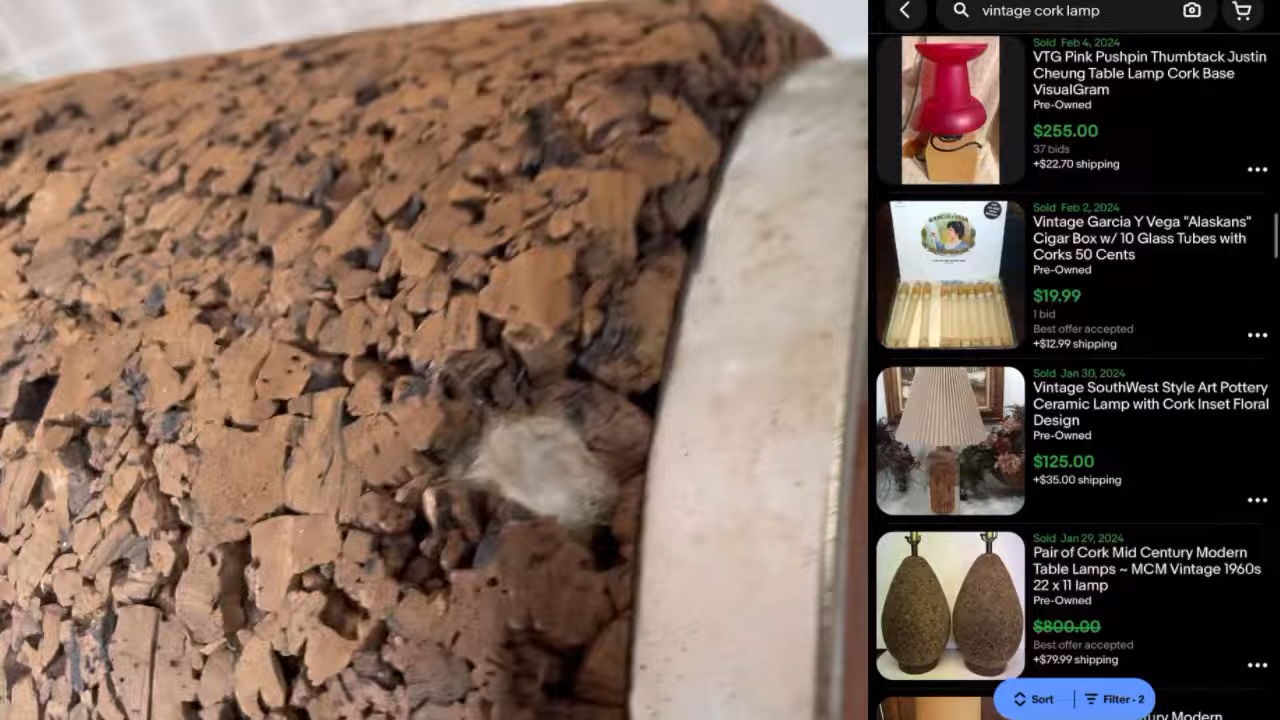 vintage cork lamp
Sold Feb 4, 2024
VTG Pink Pushpin Thumbtack Justin
Cheung Table Lamp Cork Base
VisualGram
Pre-Owned
$255.00
37 bids
+$22.70 shipping
Sold Feb 2, 2024
Vintage Garcia Y Vega "Alaskans"
Cigar Box w/ 10 Glass Tubes with
Corks 50 Cents
Pre-Owned
$19.99
1 bid
Best offer accepted
+$12.99 shipping
Sold Jan 30, 2024
Vintage SouthWest Style Art Pottery
Ceramic Lamp with Cork Inset Floral
Design
Pre-Owned
$125.00
+$35.00 shipping
Sold Jan 29, 2024
Pair of Cork Mid Century Modern
Table Lamps ~ MCM Vintage 1960s
22 x 11 lamp
Pre-Owned
$800.00
Best offer accepted
+$79.99 shipping
Sort
Filter • 2
Modern